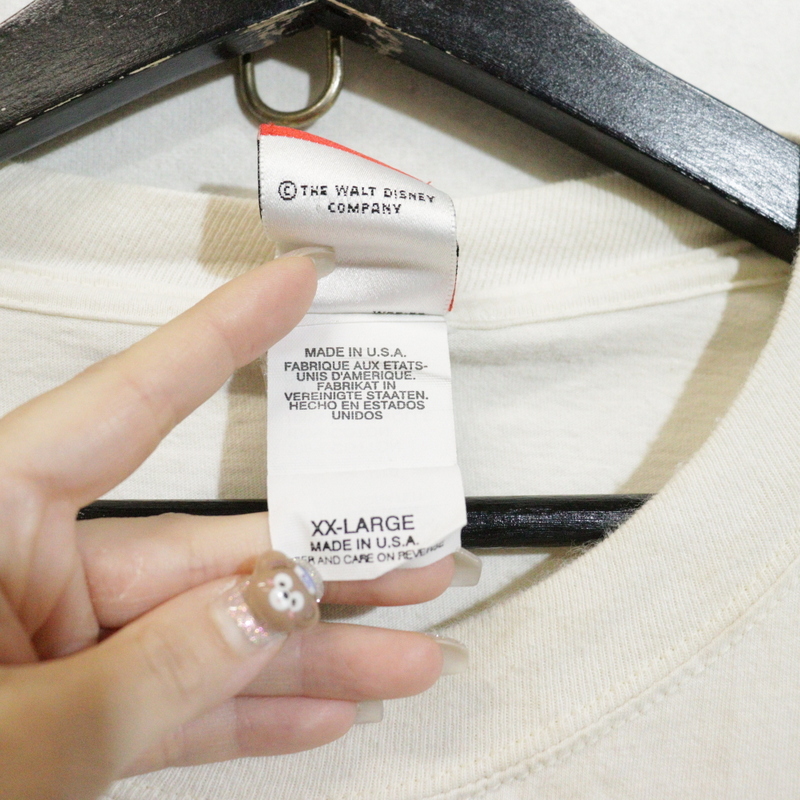 ©THE WALT DISNEY
COMPANY
MADE IN U.S.A.
FABRIQUE AUX ETATS-
UNIS D'AMERIQUE.
FABRIKAT IN
VEREINIGTE STAATEN.
HECHO EN ESTADOS
UNIDOS
XX-LARGE
MADE IN U.S.A.
AND CARE ON REVERSE